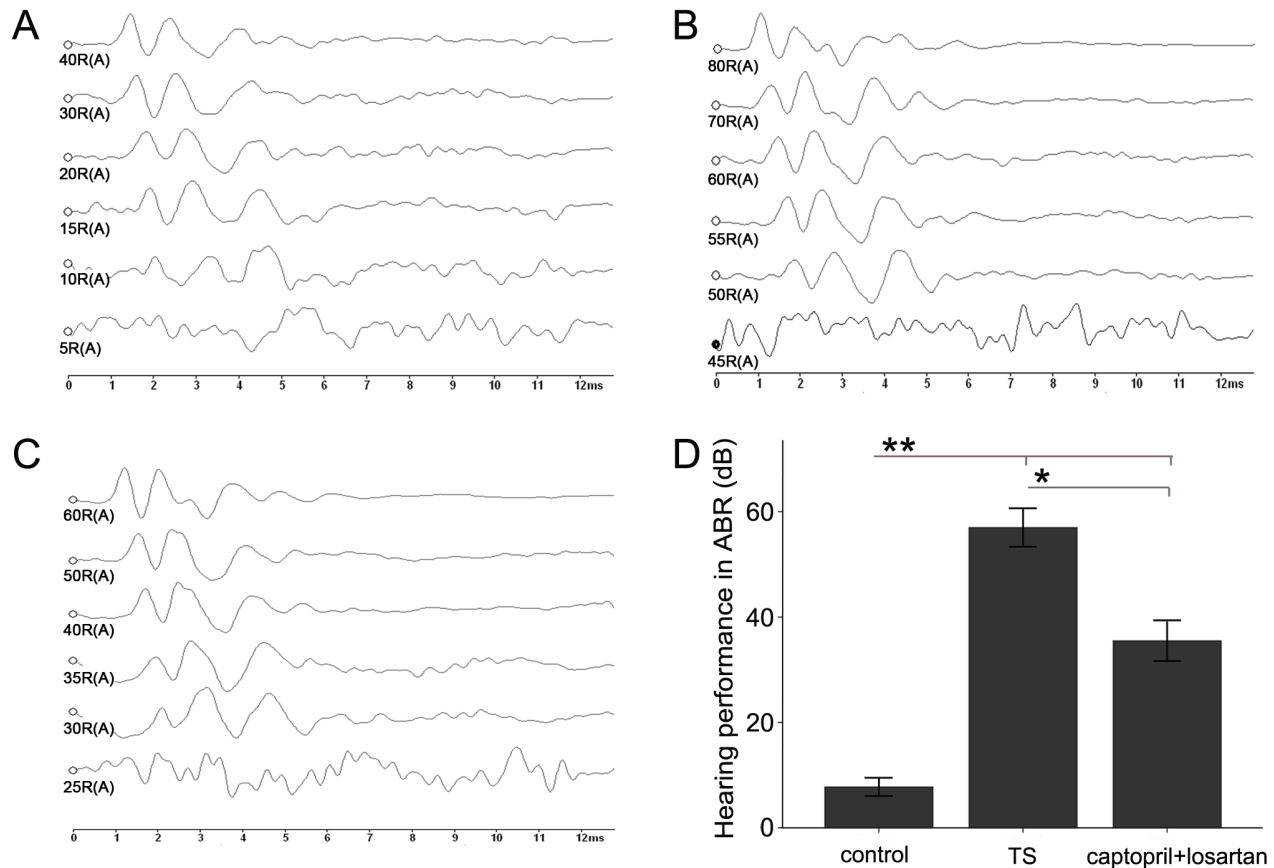 A
40R(A)
30R(A)
20R(A)
15R(A)
10R(A)
5R(A)
0 1 2 3 4 5 6 7 8 9 10 11 12ms
B
80R(A)
70R(A)
60R(A)
55R(A)
50R(A)
45R(A)
0 1 2 3 4 5 6 7 8 9 10 11 12ms
C
60R(A)
50R(A)
40R(A)
35R(A)
30R(A)
25R(A)
0 1 2 3 4 5 6 7 8 9 10 11 12ms
D
Hearing performance in ABR (dB)
**
*
60
40
20
0
control TS captopril+losartan